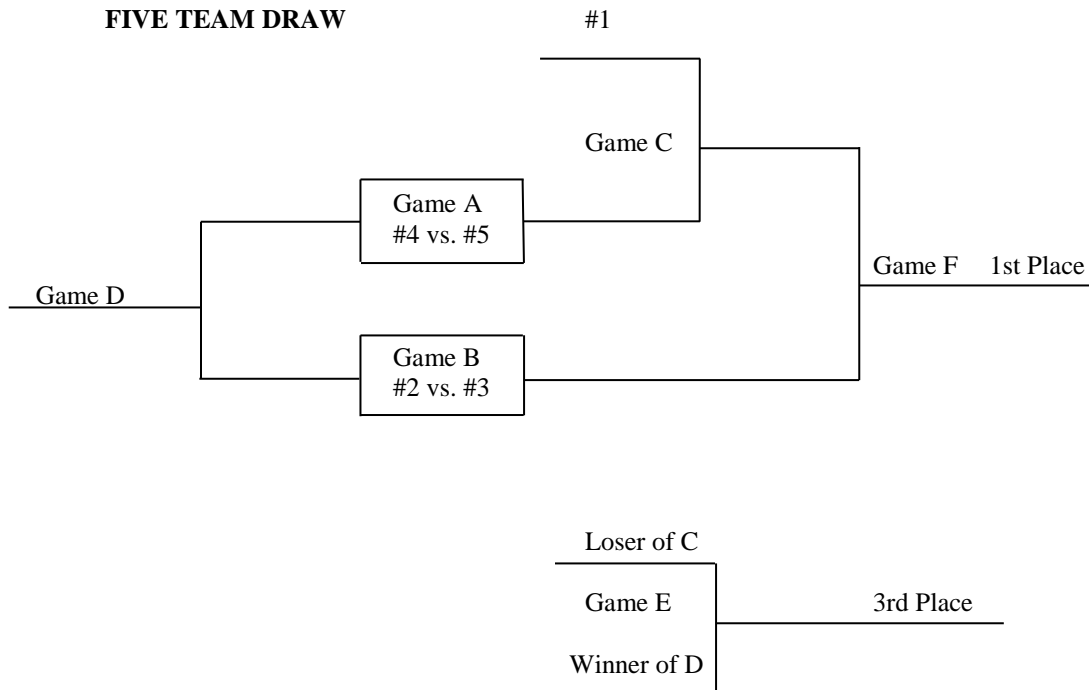 FIVE TEAM DRAW
#1
Game C
Game A
#4 vs. #5
Game F 1st Place
Game D
Game B
#2 vs. #3
Loser of C
Game E
3rd Place
Winner of D